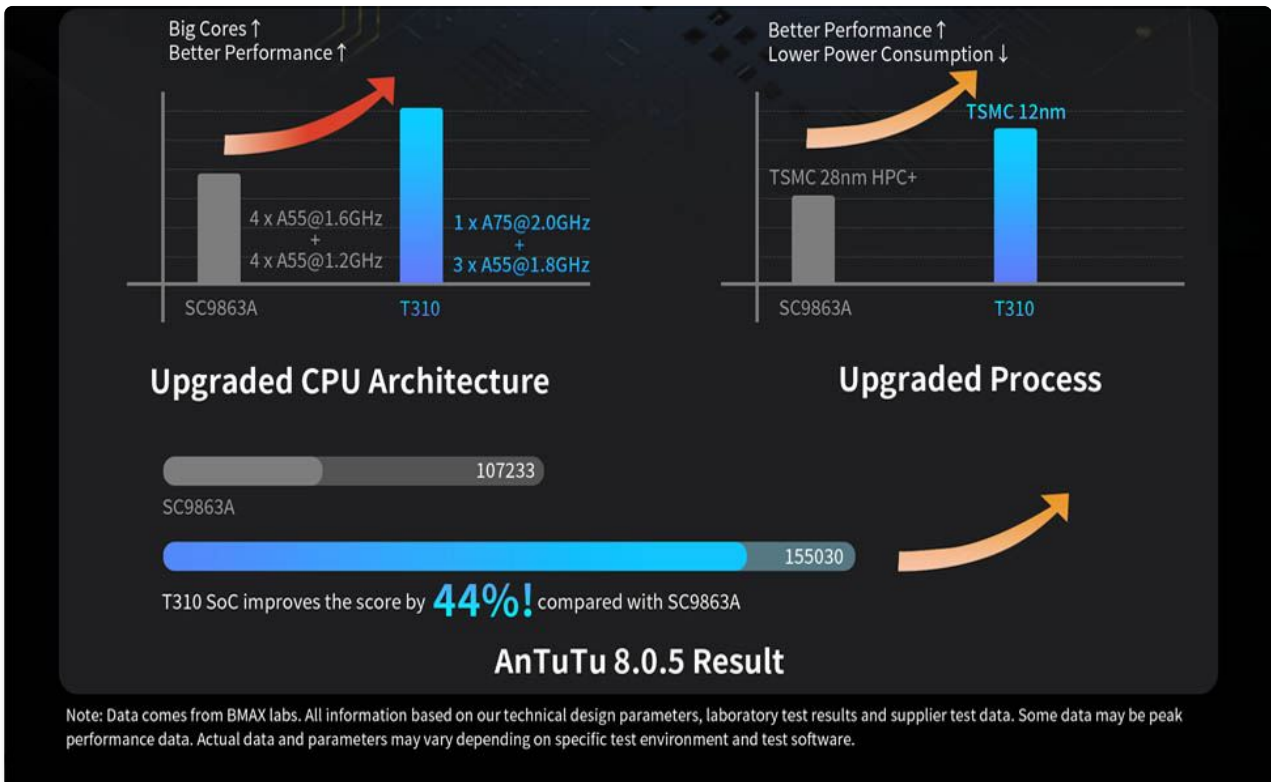 Big Cores ↑
Better Performance ↑
4 x A55@1.6GHz
+
4 x A55@1.2GHz
1 x A75@2.0GHz
+
3 x A55@1.8GHz
SC9863A
T310
Upgraded CPU Architecture
Better Performance ↑
Lower Power Consumption ↓
TSMC 12nm
TSMC 28nm HPC+
SC9863A
T310
Upgraded Process
107233
SC9863A
155030
T310 SoC improves the score by 44%! compared with SC9863A
AnTuTu 8.0.5 Result
Note: Data comes from BMAX labs. All information based on our technical design parameters, laboratory test results and supplier test data. Some data may be peak
performance data. Actual data and parameters may vary depending on specific test environment and test software.